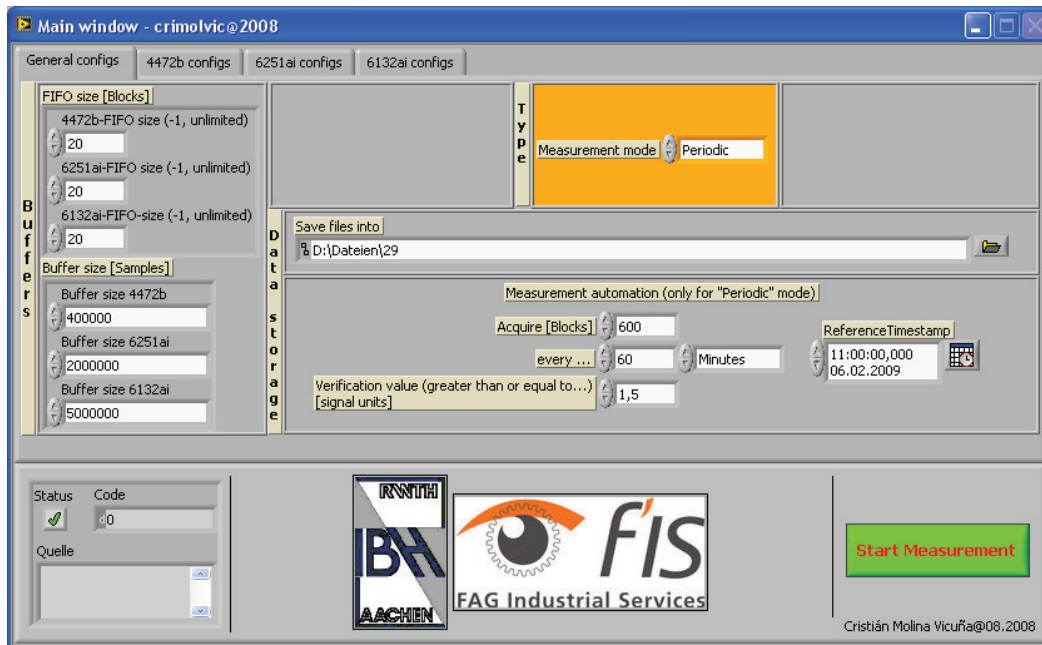 Main window - crimolvic@2008
General configs
4472b configs
6251ai configs
6132ai configs
Buffers
FIFO size [Blocks]
4472b-FIFO size (-1, unlimited)
20
6251ai-FIFO size (-1, unlimited)
20
6132ai-FIFO-size (-1, unlimited)
20
Buffer size [Samples]
Buffer size 4472b
400000
Buffer size 6251ai
2000000
Buffer size 6132ai
5000000
Type
Measurement mode
Periodic
Data storage
Save files into
D:\Dateien\29
Measurement automation (only for "Periodic" mode)
Acquire [Blocks]
600
every ...
60
Minutes
Verification value (greater than or equal to...)
[signal units]
1,5
ReferenceTimestamp
11:00:00,000
06.02.2009
Status
Code
0
Quelle
RWTH
IBH
AACHEN
FIS
FAG Industrial Services
Start Measurement
Cristián Molina Vicuña@08.2008